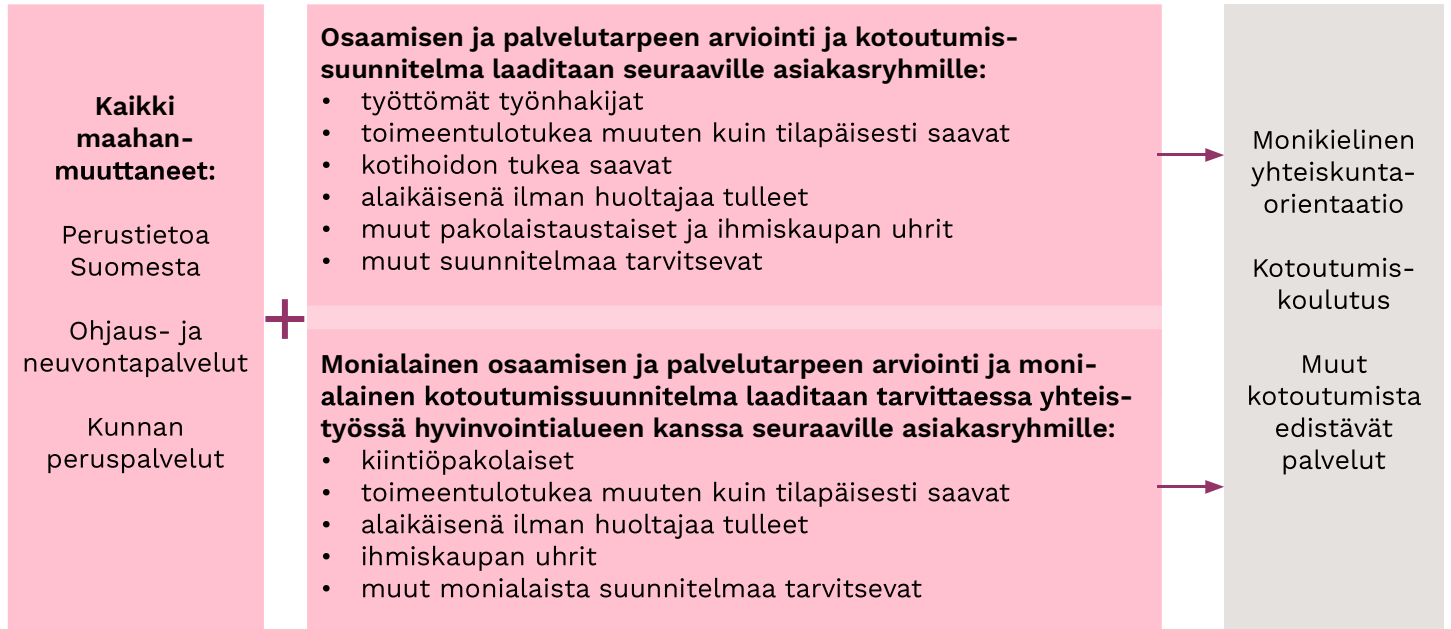 Kaikki
maahan-
muuttaneet:
Perustietoa
Suomesta
Ohjaus- ja
neuvontapalvelut
Kunnan
peruspalvelut
+
Osaamisen ja palvelutarpeen arviointi ja kotoutumis-
suunnitelma laaditaan seuraaville asiakasryhmille:
• työttömät työnhakijat
• toimeentulotukea muuten kuin tilapäisesti saavat
• kotihoidon tukea saavat
• alaikäisenä ilman huoltajaa tulleet
• muut pakolaistaustaiset ja ihmiskaupan uhrit
• muut suunnitelmaa tarvitsevat
Monialainen osaamisen ja palvelutarpeen arviointi ja moni-
alainen kotoutumissuunnitelma laaditaan tarvittaessa yhteis-
työssä hyvinvointialueen kanssa seuraaville asiakasryhmille:
• kiintiöpakolaiset
• toimeentulotukea muuten kuin tilapäisesti saavat
• alaikäisenä ilman huoltajaa tulleet
• ihmiskaupan uhrit
• muut monialaista suunnitelmaa tarvitsevat
Monikielinen
yhteiskunta-
orientaatio
Kotoutumis-
koulutus
Muut
kotoutumista
edistävät
palvelut